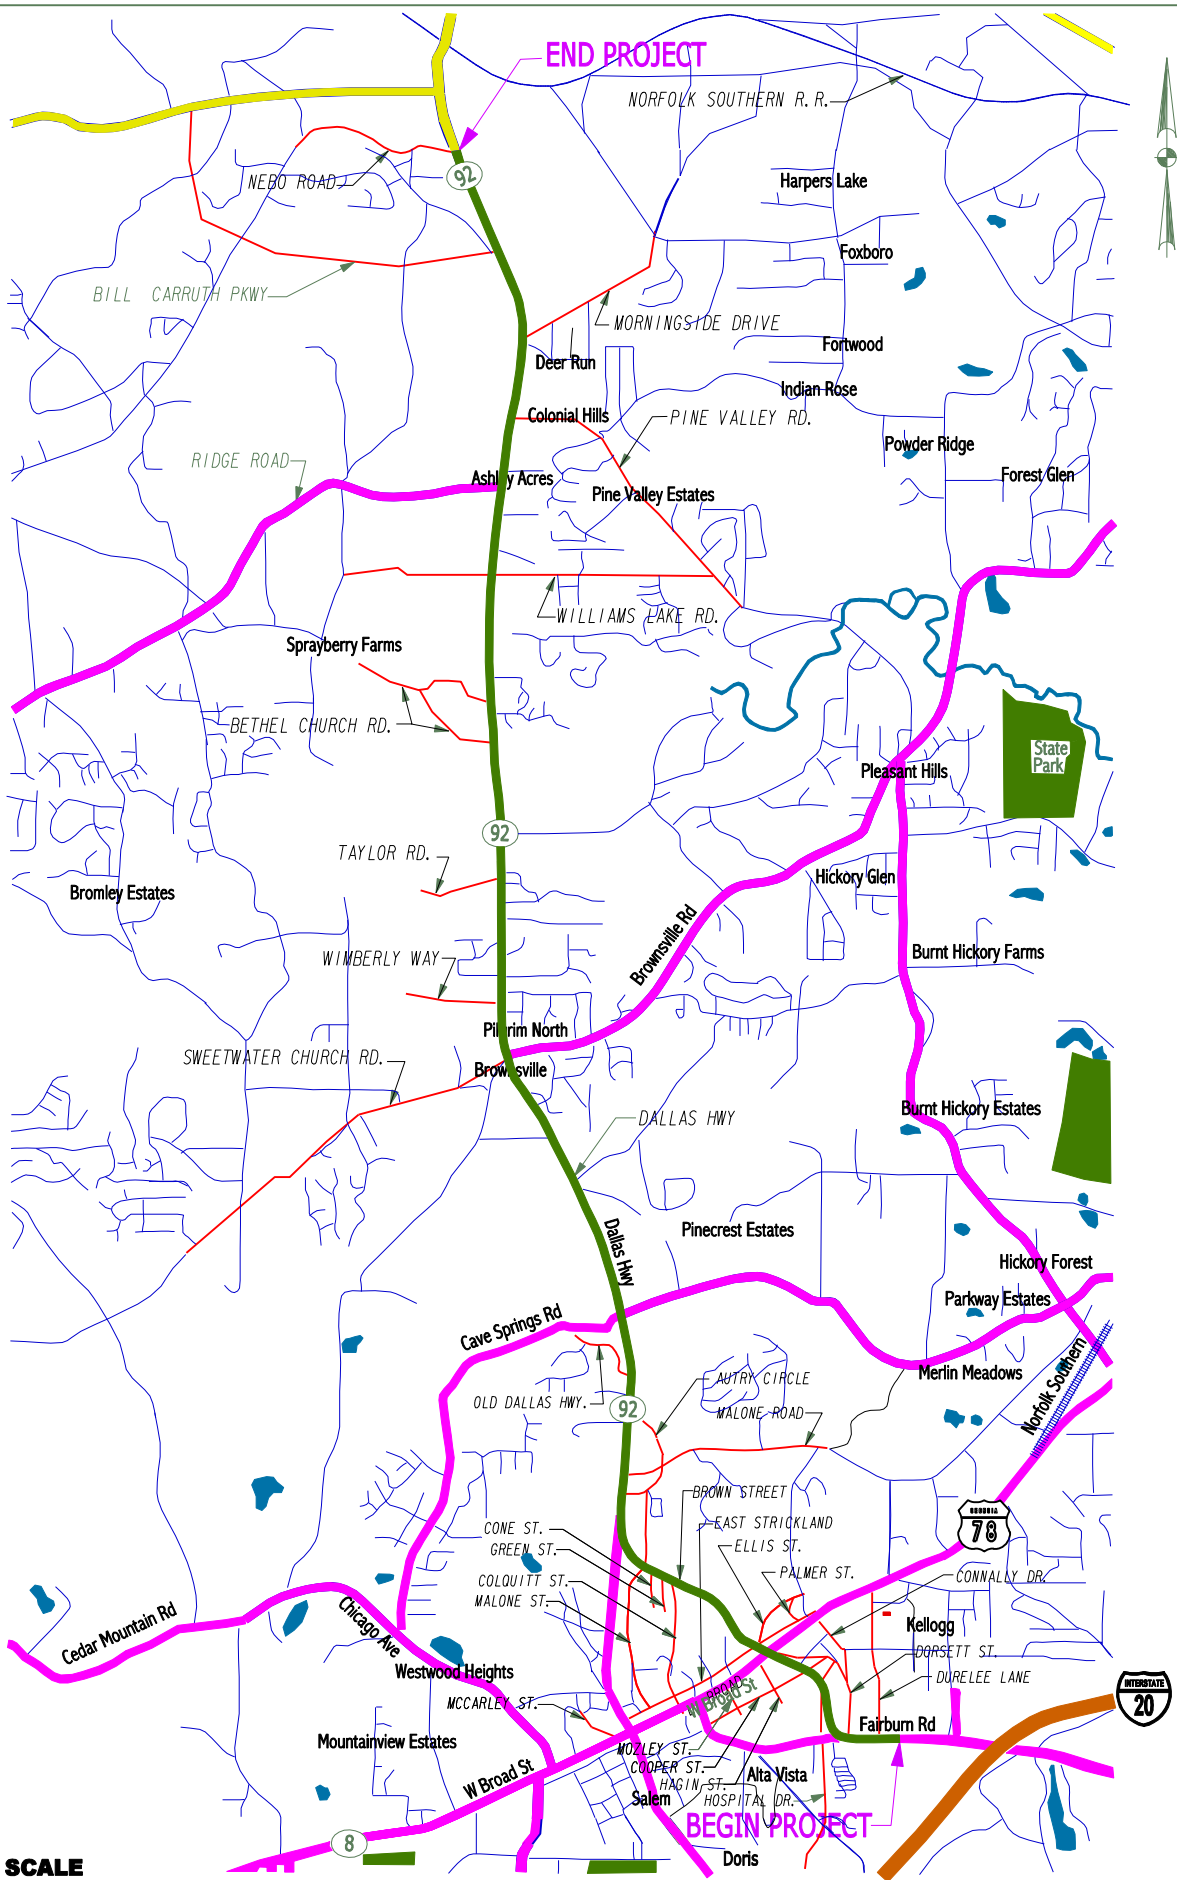 END PROJECT
NORFOLK SOUTHERN R.R.
NEBO ROAD
92
Harpers Lake
Foxboro
BILL CARRUTH PKWY
MORNINGSIDE DRIVE
Fortwood
Deer Run
Indian Rose
Colonial Hills
PINE VALLEY RD.
Powder Ridge
RIDGE ROAD
Ashley Acres
Forest Glen
Pine Valley Estates
WILLIAMS LAKE RD.
Sprayberry Farms
BETHEL CHURCH RD.
State
Park
Pleasant Hills
92
TAYLOR RD.
Hickory Glen
Bromley Estates
Brownsville Rd
Burnt Hickory Farms
WIMBERLY WAY
Pilgrim North
SWEETWATER CHURCH RD.
Brownsville
Burnt Hickory Estates
DALLAS HWY
Pinecrest Estates
Dallas Hwy
Hickory Forest
Parkway Estates
Cave Springs Rd
Merlin Meadows
Norfolk Southern
AUTRY CIRCLE
OLD DALLAS HWY.
92
MALONE ROAD
BROWN STREET
GEORGIA
78
CONE ST.
EAST STRICKLAND
GREEN ST.
ELLIS ST.
COLQUITT ST.
PALMER ST.
CONNALLY DR.
MALONE ST.
Cedar Mountain Rd
Chicago Ave
Kellogg
DORSETT ST.
Westwood Heights
DURELEE LANE
MCCARLEY ST.
BROAD
W Broad St
INTERSTATE
20
Fairburn Rd
Mountainview Estates
MOZLEY ST.
COOPER ST.
W Broad St
HAGIN ST.
Alta Vista
Salem
HOSPITAL DR.
BEGIN PROJECT
8
Doris
SCALE